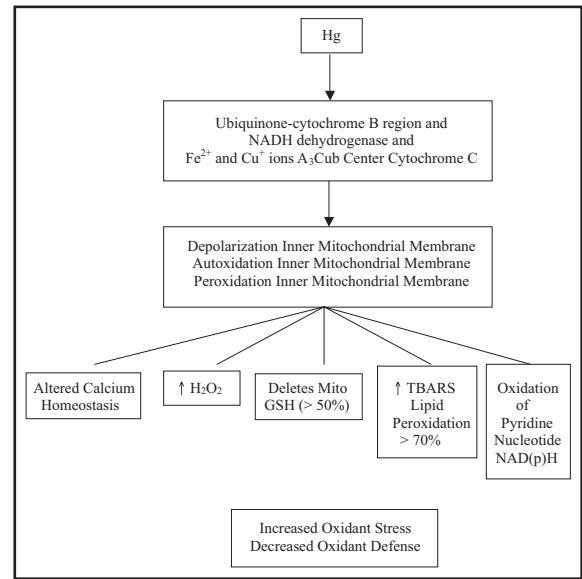 Hg
Ubiquinone-cytochrome B region and
NADH dehydrogenase and
Fe²⁺ and Cu⁺ ions A₃Cub Center Cytochrome C
Depolarization Inner Mitochondrial Membrane
Autoxidation Inner Mitochondrial Membrane
Peroxidation Inner Mitochondrial Membrane
Altered Calcium
Homeostasis
↑ H₂O₂
Deletes Mito
GSH (> 50%)
↑ TBARS
Lipid
Peroxidation
> 70%
Oxidation
of
Pyridine
Nucleotide
NAD(p)H
Increased Oxidant Stress
Decreased Oxidant Defense